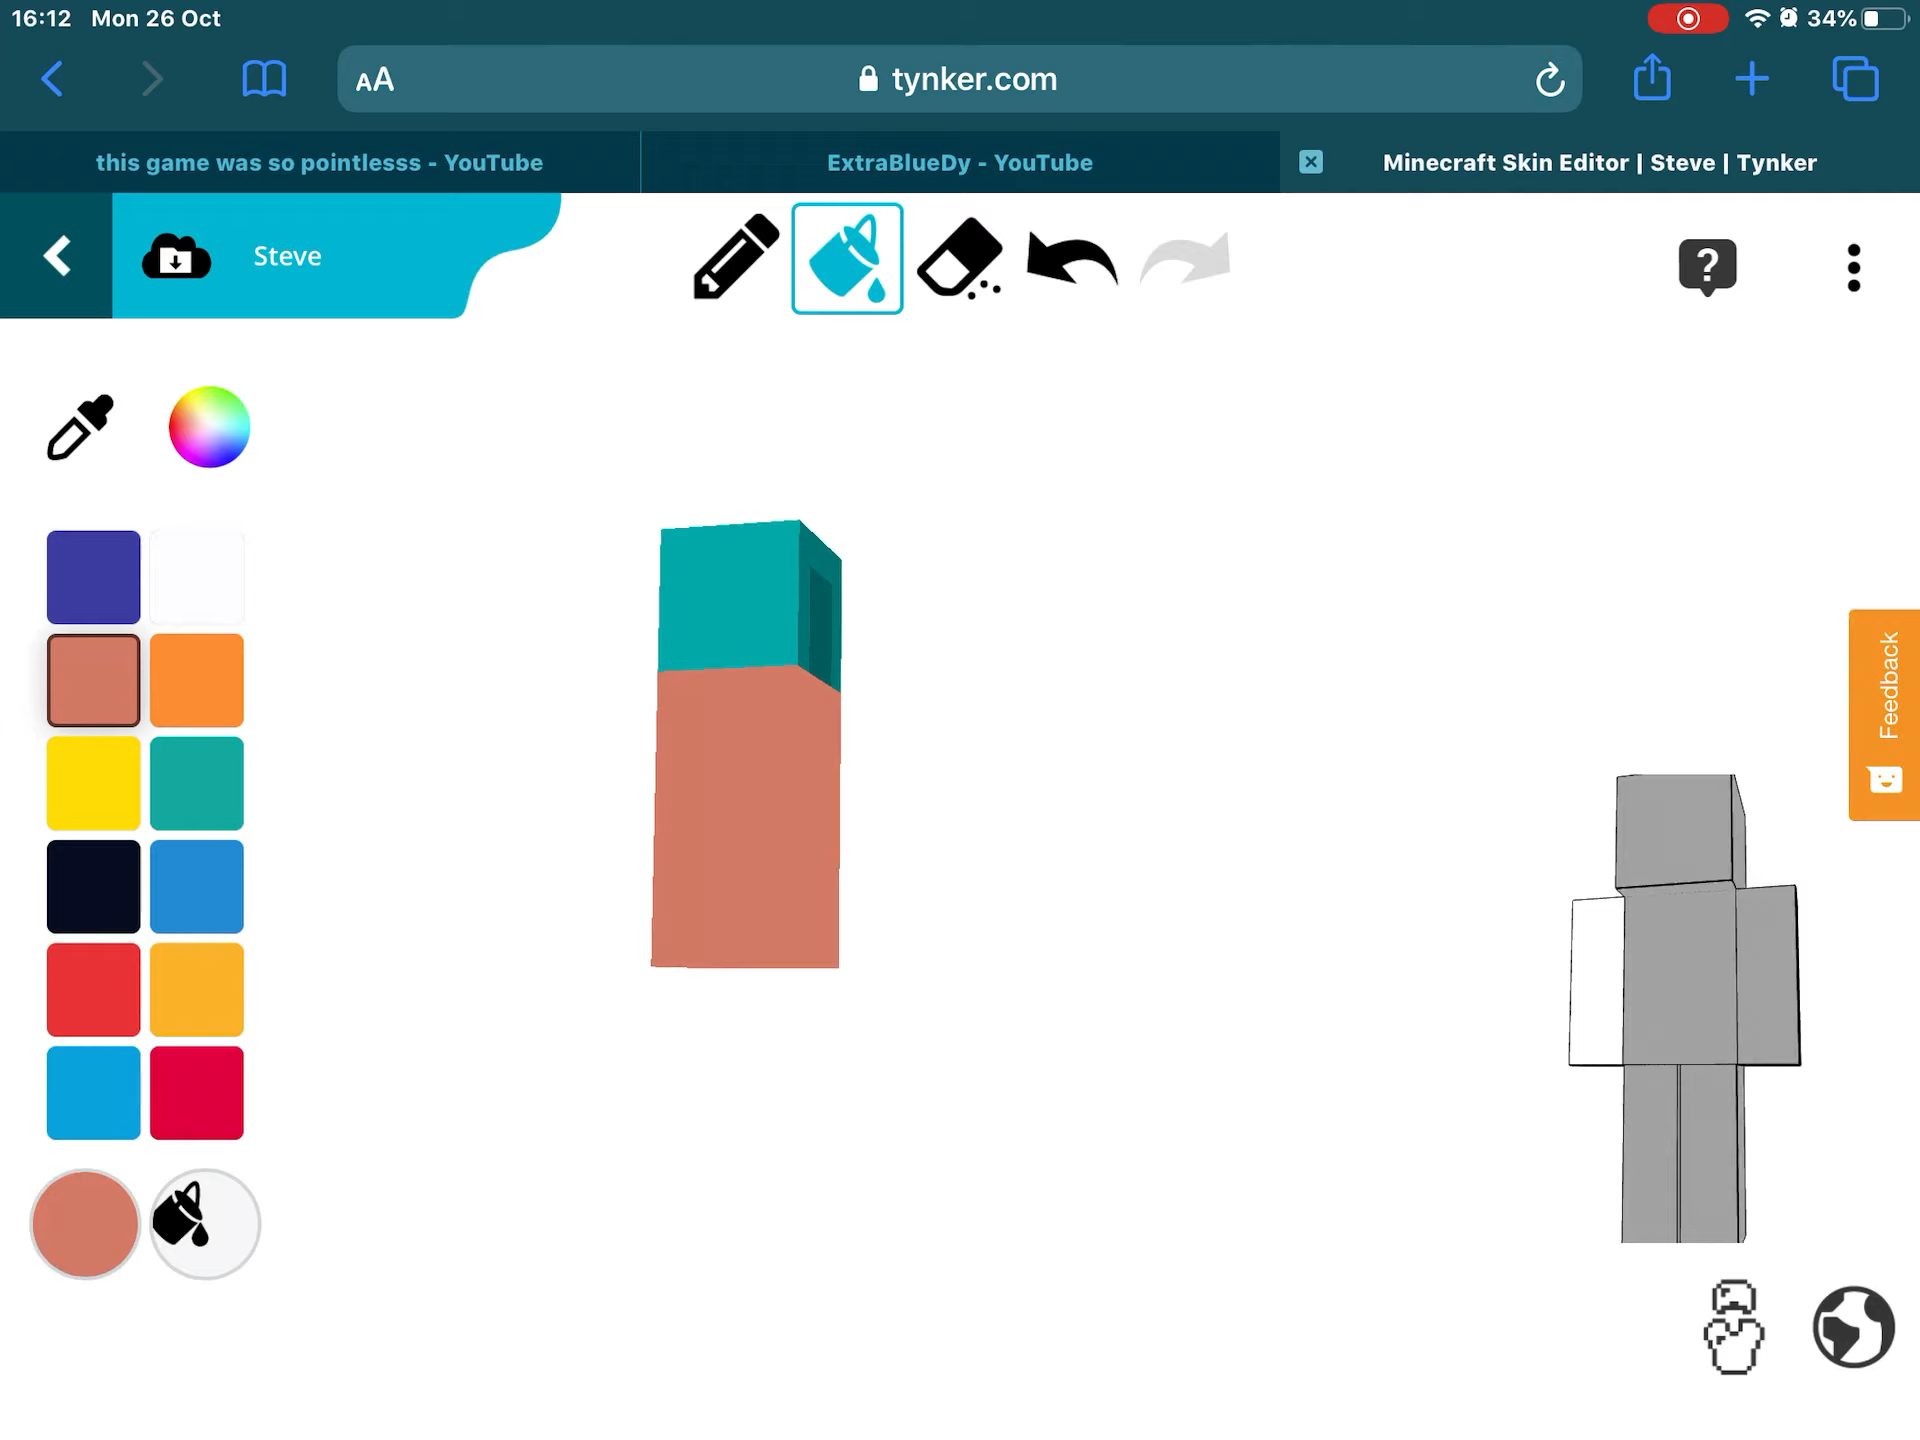 16:12 Mon 26 Oct
34%
AA
tynker.com
this game was so pointlesss - YouTube
ExtraBlueDy - YouTube
Minecraft Skin Editor | Steve | Tynker
Steve
?
Feedback